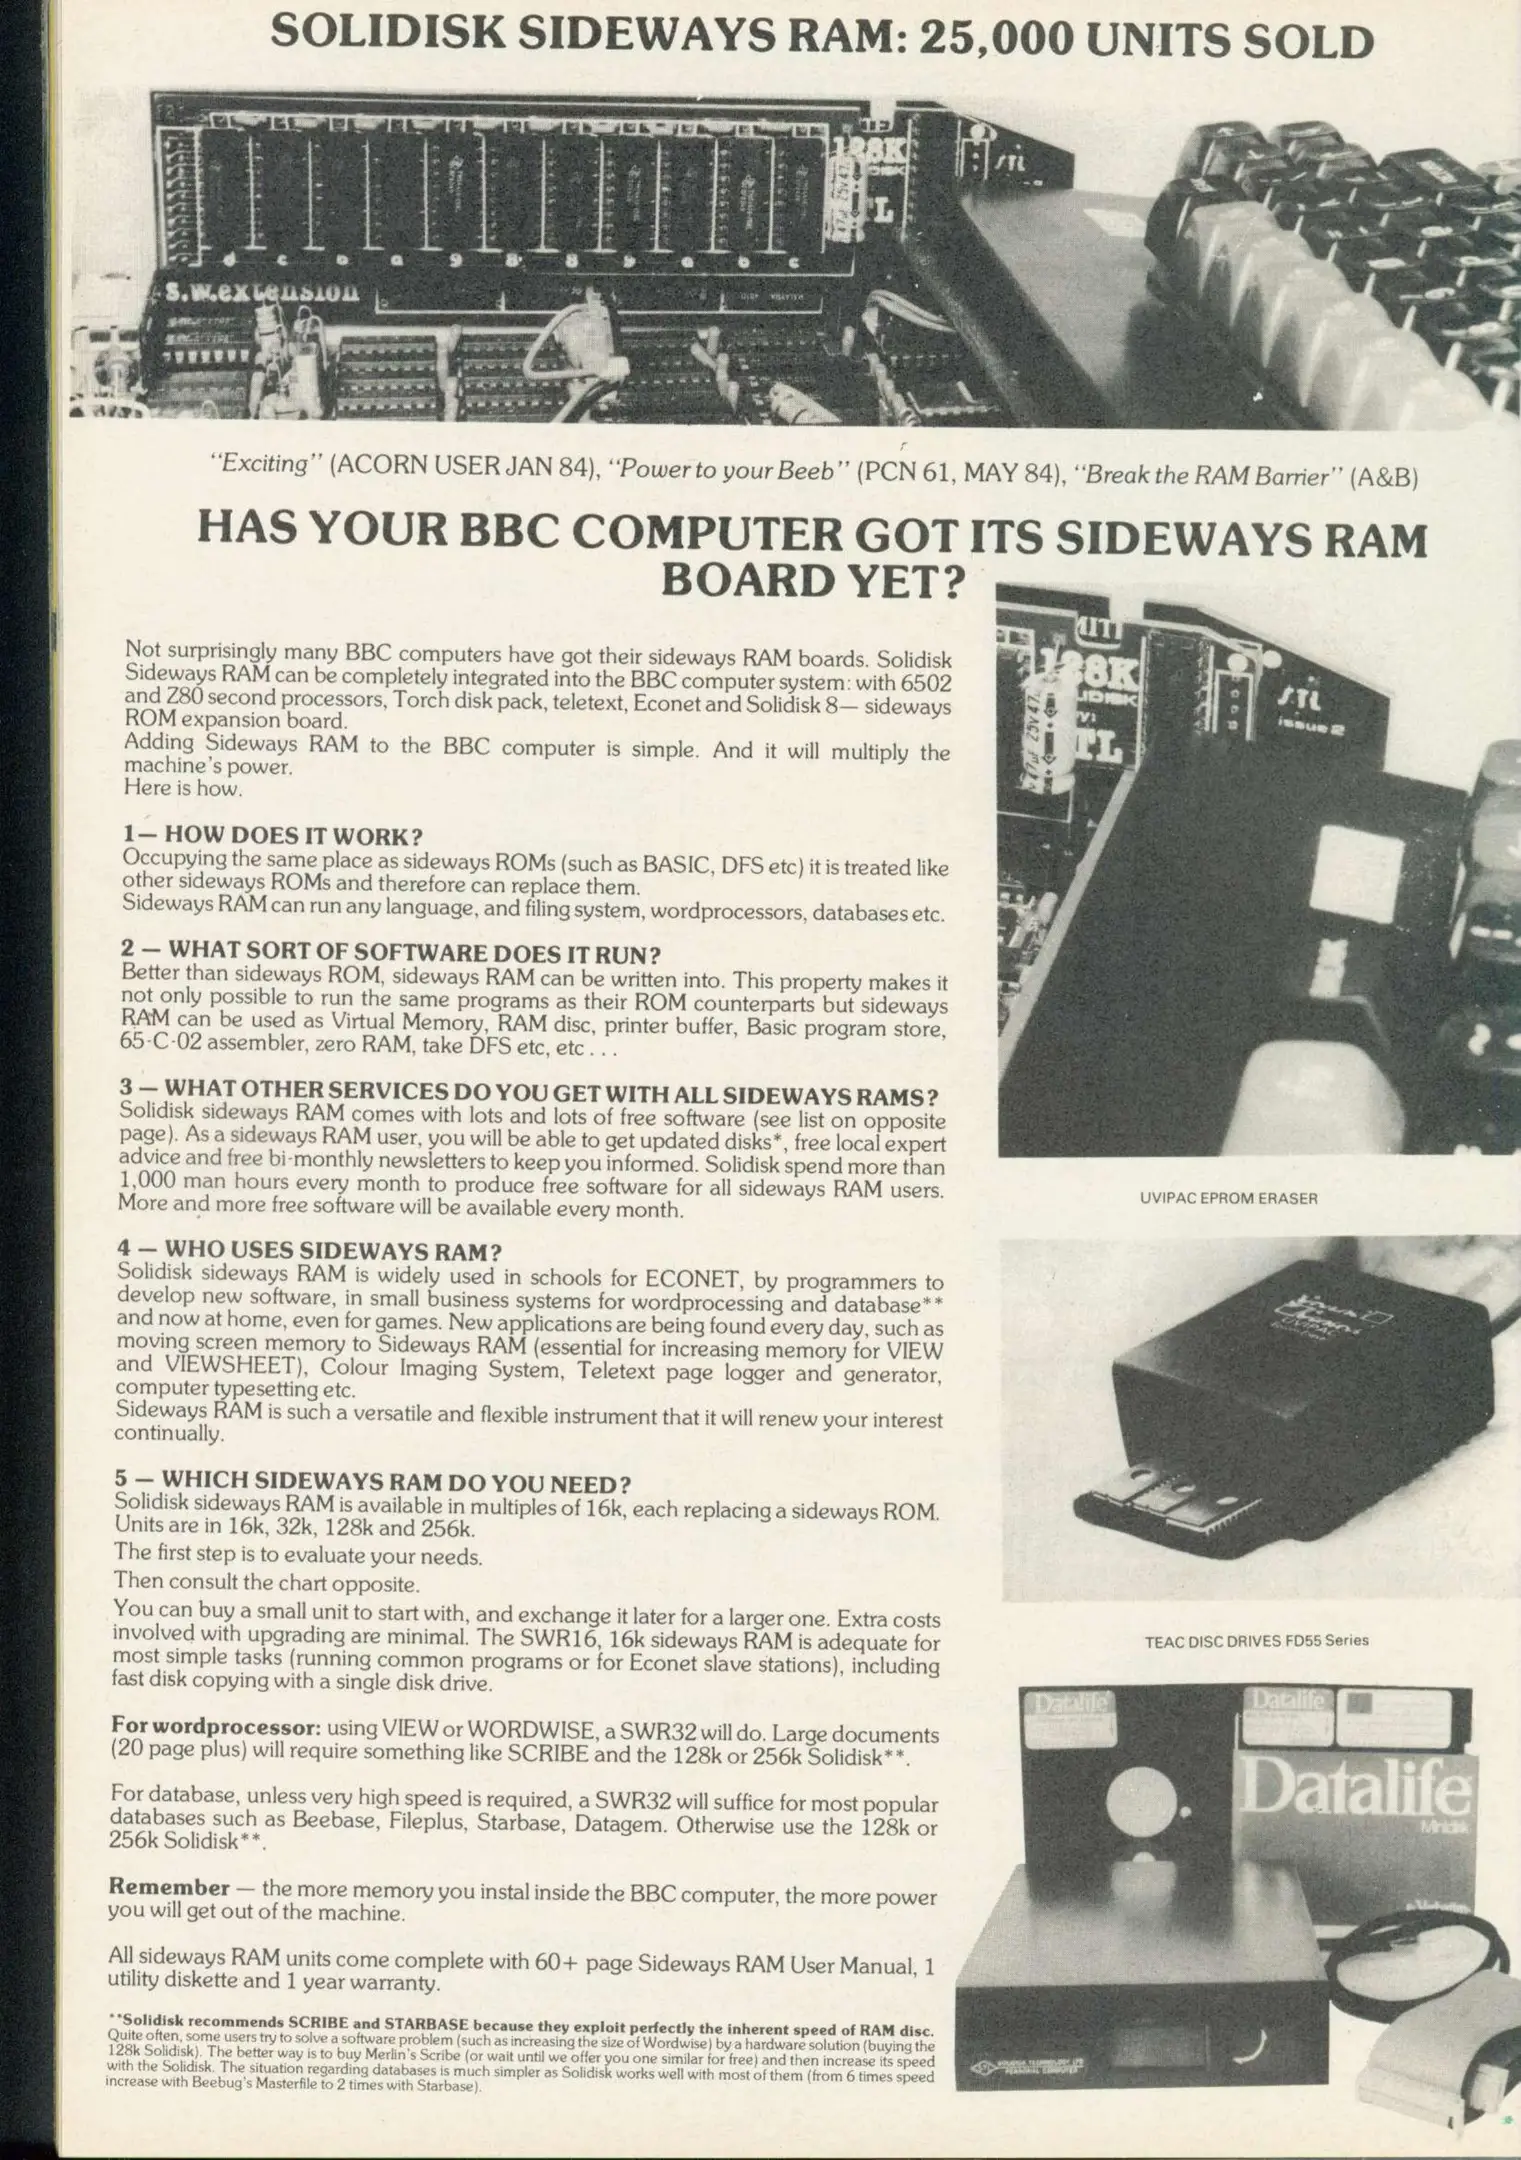 SOLIDISK SIDEWAYS RAM: 25,000 UNITS SOLD
128K
TL
STL
d c b a 9 8 8 9 a b c
s.w.extension
"Exciting" (ACORN USER JAN 84), "Power to your Beeb" (PCN 61, MAY 84), "Break the RAM Barrier" (A&B)
HAS YOUR BBC COMPUTER GOT ITS SIDEWAYS RAM
BOARD YET?
Not surprisingly many BBC computers have got their sideways RAM boards. Solidisk
Sideways RAM can be completely integrated into the BBC computer system: with 6502
and Z80 second processors, Torch disk pack, teletext, Econet and Solidisk 8— sideways
ROM expansion board.
Adding Sideways RAM to the BBC computer is simple. And it will multiply the
machine's power.
Here is how.
1— HOW DOES IT WORK?
Occupying the same place as sideways ROMs (such as BASIC, DFS etc) it is treated like
other sideways ROMs and therefore can replace them.
Sideways RAM can run any language, and filing system, wordprocessors, databases etc.
2 — WHAT SORT OF SOFTWARE DOES IT RUN?
Better than sideways ROM, sideways RAM can be written into. This property makes it
not only possible to run the same programs as their ROM counterparts but sideways
RAM can be used as Virtual Memory, RAM disc, printer buffer, Basic program store,
65-C-02 assembler, zero RAM, take DFS etc, etc . . .
3 — WHAT OTHER SERVICES DO YOU GET WITH ALL SIDEWAYS RAMS?
Solidisk sideways RAM comes with lots and lots of free software (see list on opposite
page). As a sideways RAM user, you will be able to get updated disks*, free local expert
advice and free bi-monthly newsletters to keep you informed. Solidisk spend more than
1,000 man hours every month to produce free software for all sideways RAM users.
More and more free software will be available every month.
4 — WHO USES SIDEWAYS RAM?
Solidisk sideways RAM is widely used in schools for ECONET, by programmers to
develop new software, in small business systems for wordprocessing and database**
and now at home, even for games. New applications are being found every day, such as
moving screen memory to Sideways RAM (essential for increasing memory for VIEW
and VIEWSHEET), Colour Imaging System, Teletext page logger and generator,
computer typesetting etc.
Sideways RAM is such a versatile and flexible instrument that it will renew your interest
continually.
5 — WHICH SIDEWAYS RAM DO YOU NEED?
Solidisk sideways RAM is available in multiples of 16k, each replacing a sideways ROM.
Units are in 16k, 32k, 128k and 256k.
The first step is to evaluate your needs.
Then consult the chart opposite.
You can buy a small unit to start with, and exchange it later for a larger one. Extra costs
involved with upgrading are minimal. The SWR16, 16k sideways RAM is adequate for
most simple tasks (running common programs or for Econet slave stations), including
fast disk copying with a single disk drive.
For wordprocessor: using VIEW or WORDWISE, a SWR32 will do. Large documents
(20 page plus) will require something like SCRIBE and the 128k or 256k Solidisk**.
For database, unless very high speed is required, a SWR32 will suffice for most popular
databases such as Beebase, Fileplus, Starbase, Datagem. Otherwise use the 128k or
256k Solidisk**.
Remember — the more memory you instal inside the BBC computer, the more power
you will get out of the machine.
All sideways RAM units come complete with 60+ page Sideways RAM User Manual, 1
utility diskette and 1 year warranty.
**Solidisk recommends SCRIBE and STARBASE because they exploit perfectly the inherent speed of RAM disc.
Quite often, some users try to solve a software problem (such as increasing the size of Wordwise) by a hardware solution (buying the
128k Solidisk). The better way is to buy Merlin's Scribe (or wait until we offer you one similar for free) and then increase its speed
with the Solidisk. The situation regarding databases is much simpler as Solidisk works well with most of them (from 6 times speed
increase with Beebug's Masterfile to 2 times with Starbase).
128K
TL
STL
issue 2
UVIPAC EPROM ERASER
TEAC DISC DRIVES FD55 Series
Datalife
Datalife
Datalife
Minidisk